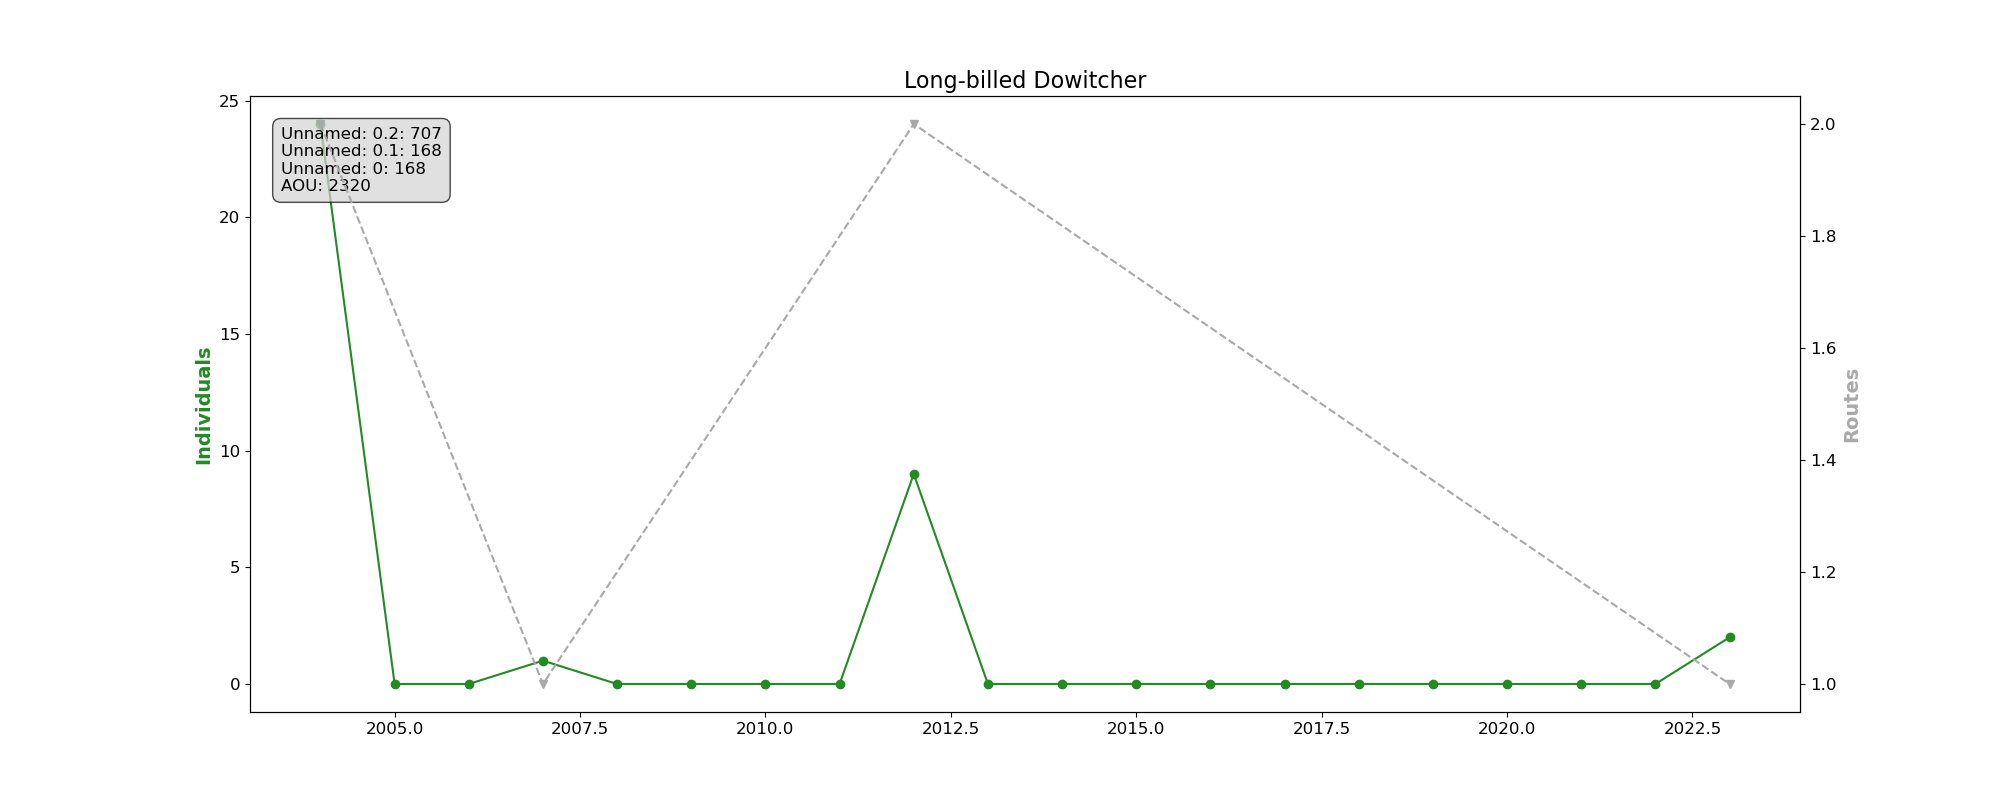 Long-billed Dowitcher
25
20
15
10
5
0
Individuals
Unnamed: 0.2: 707
Unnamed: 0.1: 168
Unnamed: 0: 168
AOU: 2320
2.0
1.8
1.6
1.4
1.2
1.0
Routes
2005.0 2007.5 2010.0 2012.5 2015.0 2017.5 2020.0 2022.5